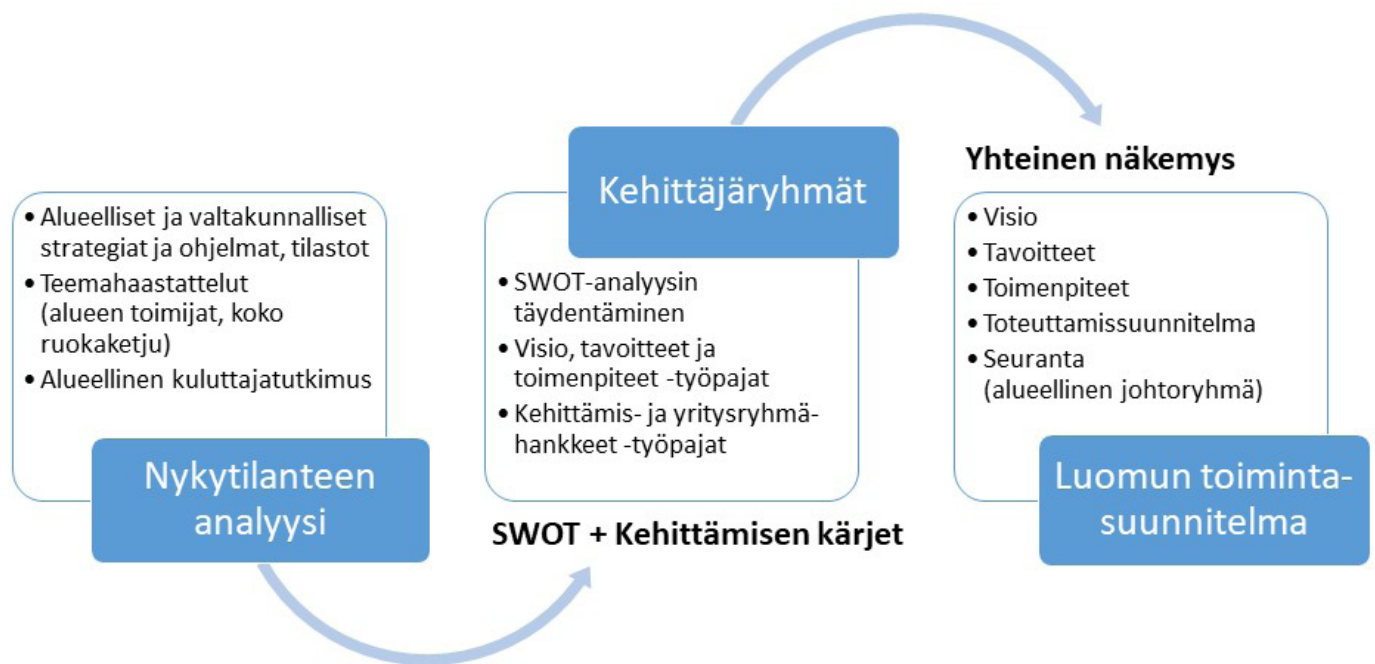 • Alueelliset ja valtakunnalliset
strategiat ja ohjelmat, tilastot
• Teemahaastattelut
(alueen toimijat, koko
ruokaketju)
• Alueellinen kuluttajatutkimus
Nykytilanteen
analyysi
Kehittäjäryhmät
• SWOT-analyysin
täydentäminen
• Visio, tavoitteet ja
toimenpiteet -työpajat
• Kehittämis- ja yritysryhmä-
hankkeet -työpajat
SWOT + Kehittämisen kärjet
Yhteinen näkemys
• Visio
• Tavoitteet
• Toimenpiteet
• Toteuttamissuunnitelma
• Seuranta
(alueellinen johtoryhmä)
Luomun toiminta-
suunnitelma